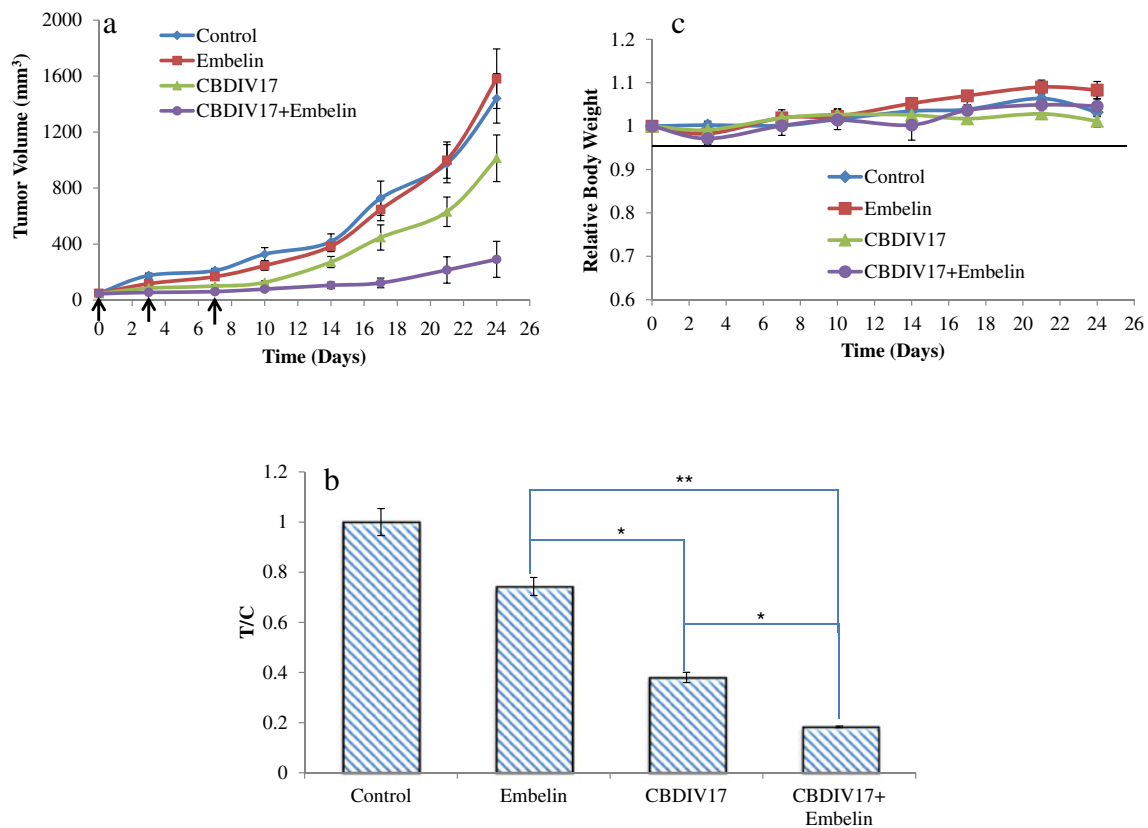 a
2000
1600
1200
800
400
0
Tumor Volume (mm³)
Control
Embelin
CBDIV17
CBDIV17+Embelin
0 2 4 6 8 10 12 14 16 18 20 22 24 26
Time (Days)
c
1.2
1.1
1
0.9
0.8
0.7
0.6
Relative Body Weight
Control
Embelin
CBDIV17
CBDIV17+Embelin
0 2 4 6 8 10 12 14 16 18 20 22 24 26
Time (Days)
b
1.2
1
0.8
0.6
0.4
0.2
0
T/C
**
*
*
Control
Embelin
CBDIV17
CBDIV17+
Embelin